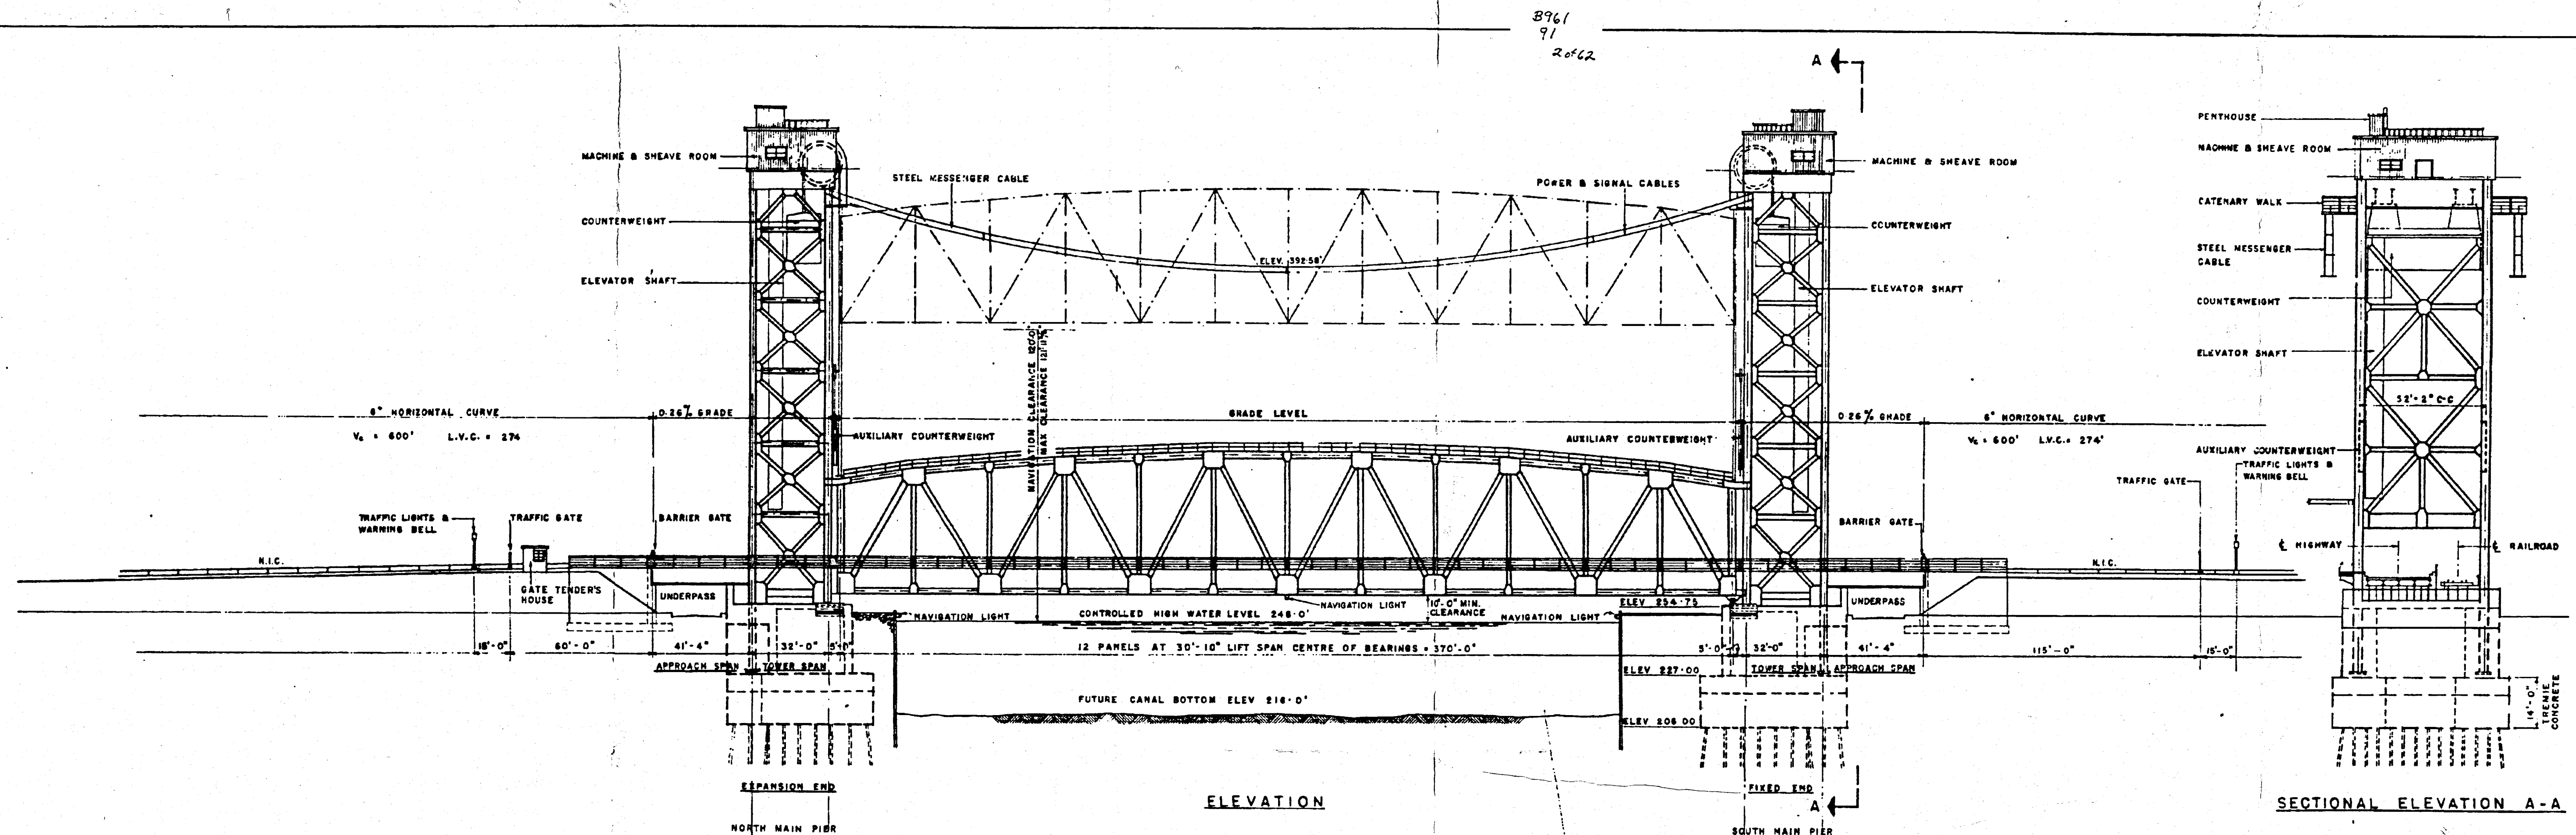 B961
91
2 of 62
A
PENTHOUSE
MACHINE & SHEAVE ROOM
STEEL MESSENGER CABLE
POWER & SIGNAL CABLES
MACHINE & SHEAVE ROOM
MACHINE & SHEAVE ROOM
COUNTERWEIGHT
COUNTERWEIGHT
CATENARY WALK
STEEL MESSENGER
CABLE
ELEV. 392.58'
ELEVATOR SHAFT
ELEVATOR SHAFT
COUNTERWEIGHT
NAVIGATION CLEARANCE 120'-0"
ELEVATOR SHAFT
6° HORIZONTAL CURVE
0.26% GRADE
GRADE LEVEL
0.26% GRADE
6° HORIZONTAL CURVE
52'-2" C-C
Vc = 600' L.V.C. = 274
AUXILIARY COUNTERWEIGHT
AUXILIARY COUNTERWEIGHT
Vc = 600' L.V.C. = 274'
AUXILIARY COUNTERWEIGHT
TRAFFIC LIGHTS &
WARNING BELL
TRAFFIC GATE
TRAFFIC LIGHTS &
WARNING BELL
TRAFFIC GATE
BARRIER GATE
BARRIER GATE
N.I.C.
N.I.C.
℄ HIGHWAY
℄ RAILROAD
GATE TENDER'S
HOUSE
UNDERPASS
NAVIGATION LIGHT
CONTROLLED HIGH WATER LEVEL 248.0'
NAVIGATION LIGHT
10'-0" MIN.
CLEARANCE
NAVIGATION LIGHT
ELEV 254.75
UNDERPASS
15'-0"
60'-0"
41'-4"
32'-0"
5'-0"
12 PANELS AT 30'-10" LIFT SPAN CENTRE OF BEARINGS = 370'-0"
5'-0"
32'-0"
41'-4"
115'-0"
15'-0"
APPROACH SPAN
TOWER SPAN
ELEV 227.00
TOWER SPAN
APPROACH SPAN
FUTURE CANAL BOTTOM ELEV 216.0'
ELEV 206.00
14'-0"
TREMIE
CONCRETE
EXPANSION END
ELEVATION
FIXED END
A
SECTIONAL ELEVATION A-A
NORTH MAIN PIER
SOUTH MAIN PIER